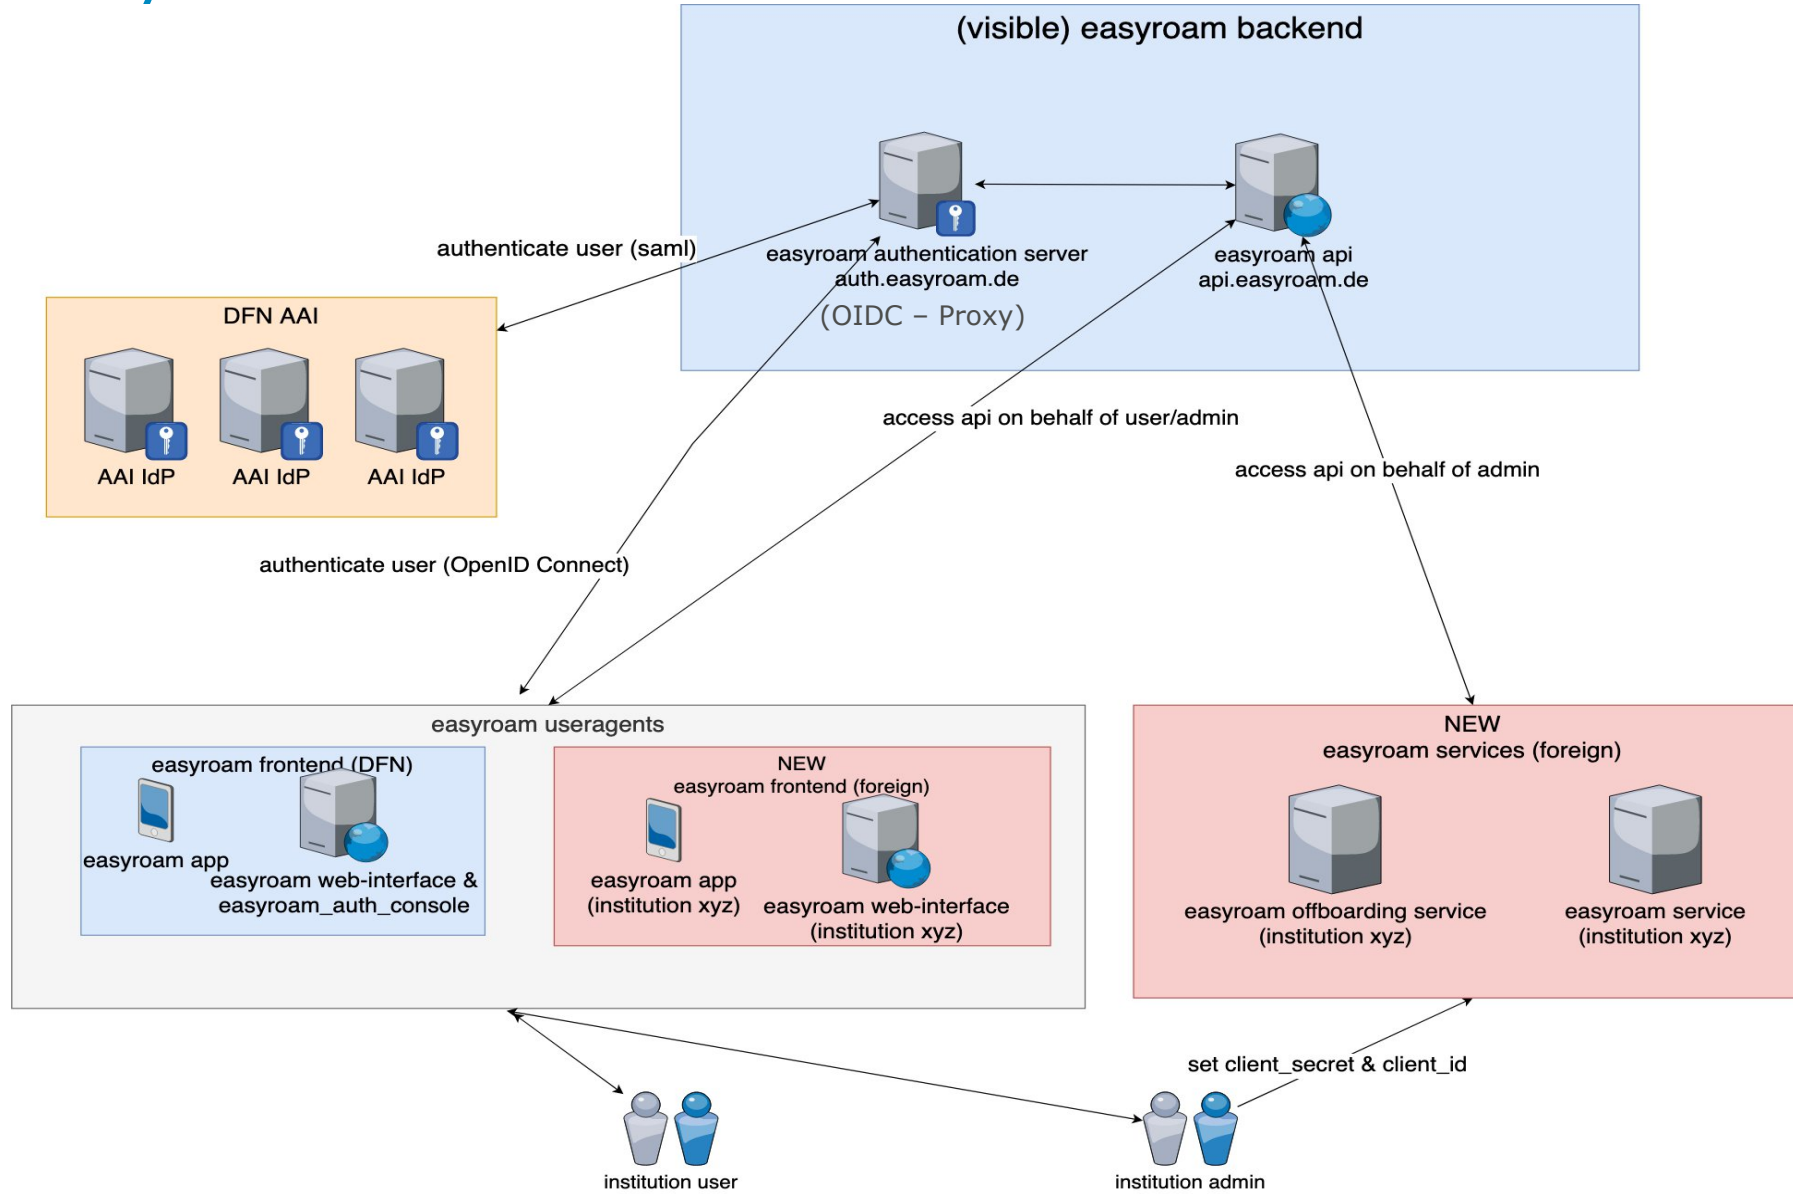 (visible) easyroam backend
easyroam authentication server
auth.easyroam.de
(OIDC – Proxy)
easyroam api
api.easyroam.de
authenticate user (saml)
DFN AAI
AAI IdP
AAI IdP
AAI IdP
access api on behalf of user/admin
access api on behalf of admin
authenticate user (OpenID Connect)
easyroam useragents
easyroam frontend (DFN)
easyroam app
easyroam web-interface &
easyroam_auth_console
NEW
easyroam frontend (foreign)
easyroam app
(institution xyz)
easyroam web-interface
(institution xyz)
NEW
easyroam services (foreign)
easyroam offboarding service
(institution xyz)
easyroam service
(institution xyz)
set client_secret & client_id
institution user
institution admin